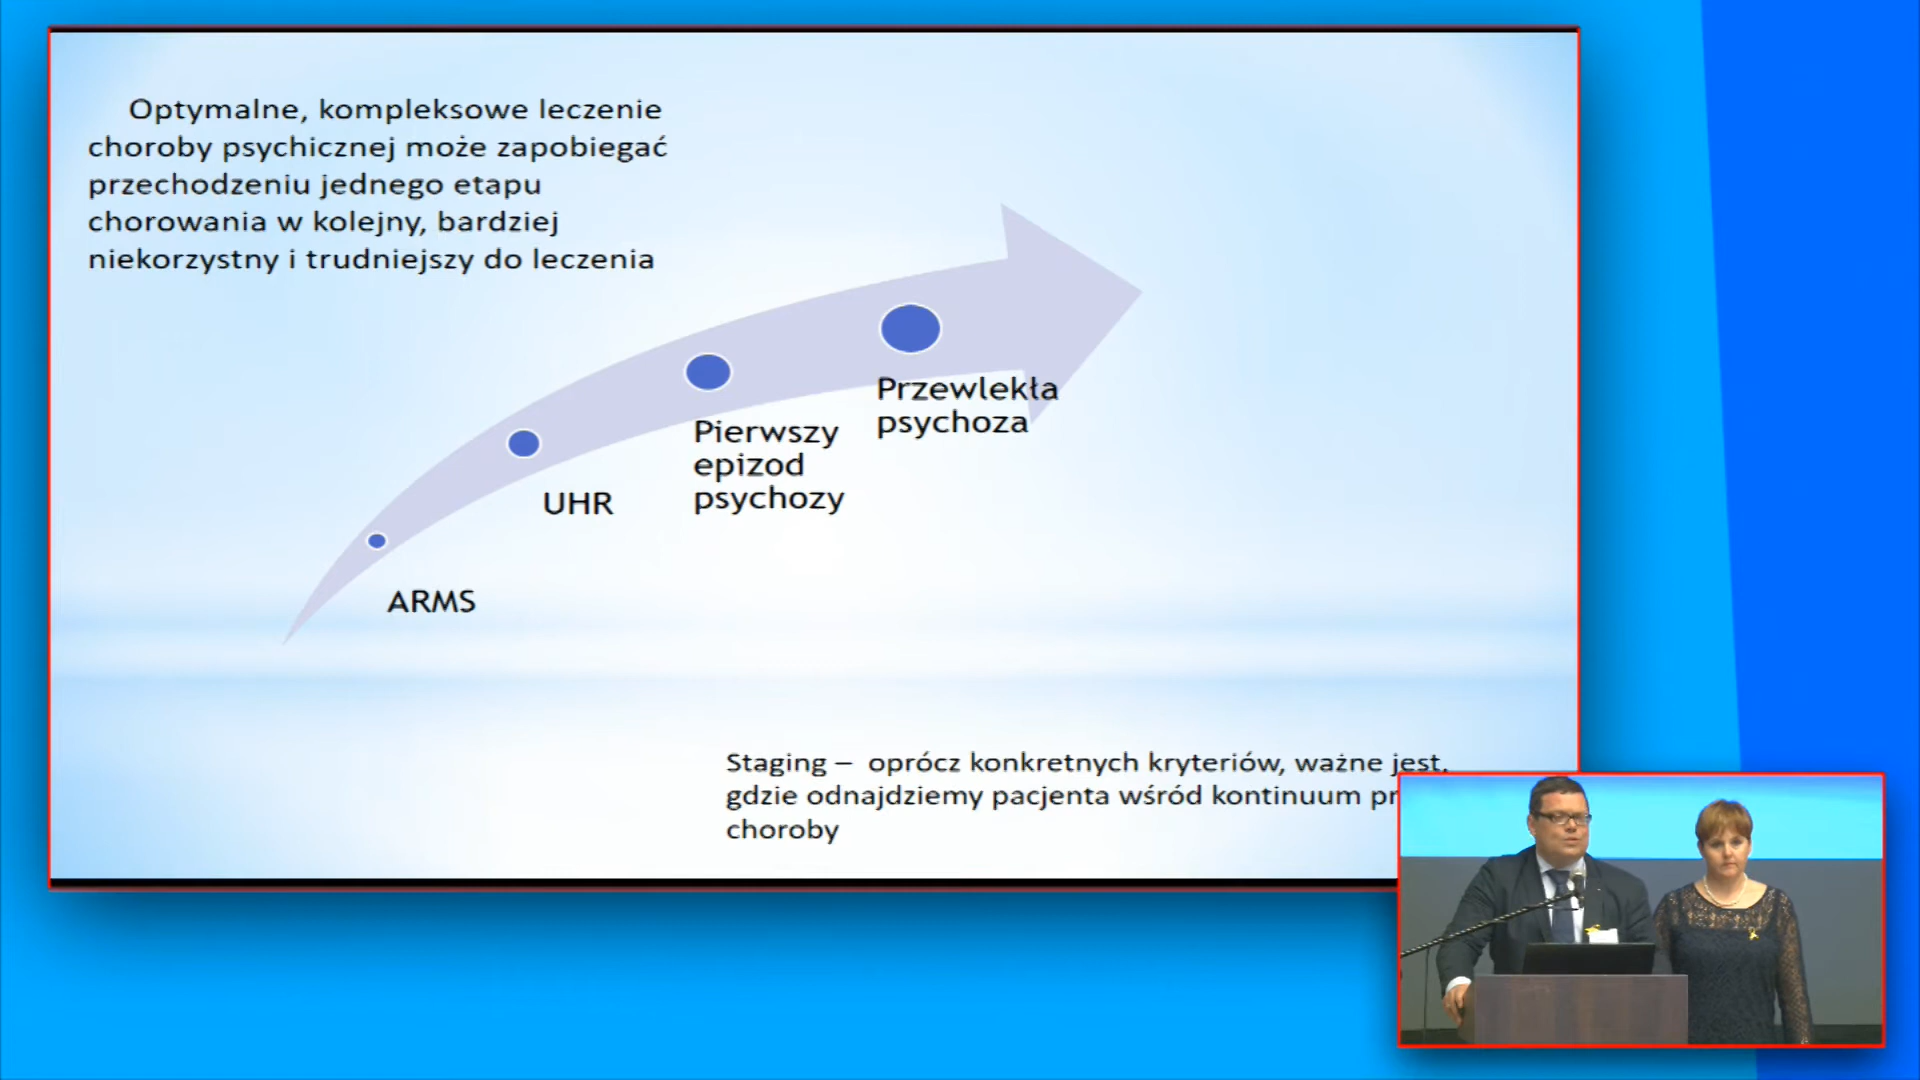 Optymalne, kompleksowe leczenie
choroby psychicznej może zapobiegać
przechodzeniu jednego etapu
chorowania w kolejny, bardziej
niekorzystny i trudniejszy do leczenia
Przewlekła
psychoza
Pierwszy
epizod
psychozy
UHR
ARMS
Staging – oprócz konkretnych kryteriów, ważne jest,
gdzie odnajdziemy pacjenta wśród kontinuum
choroby